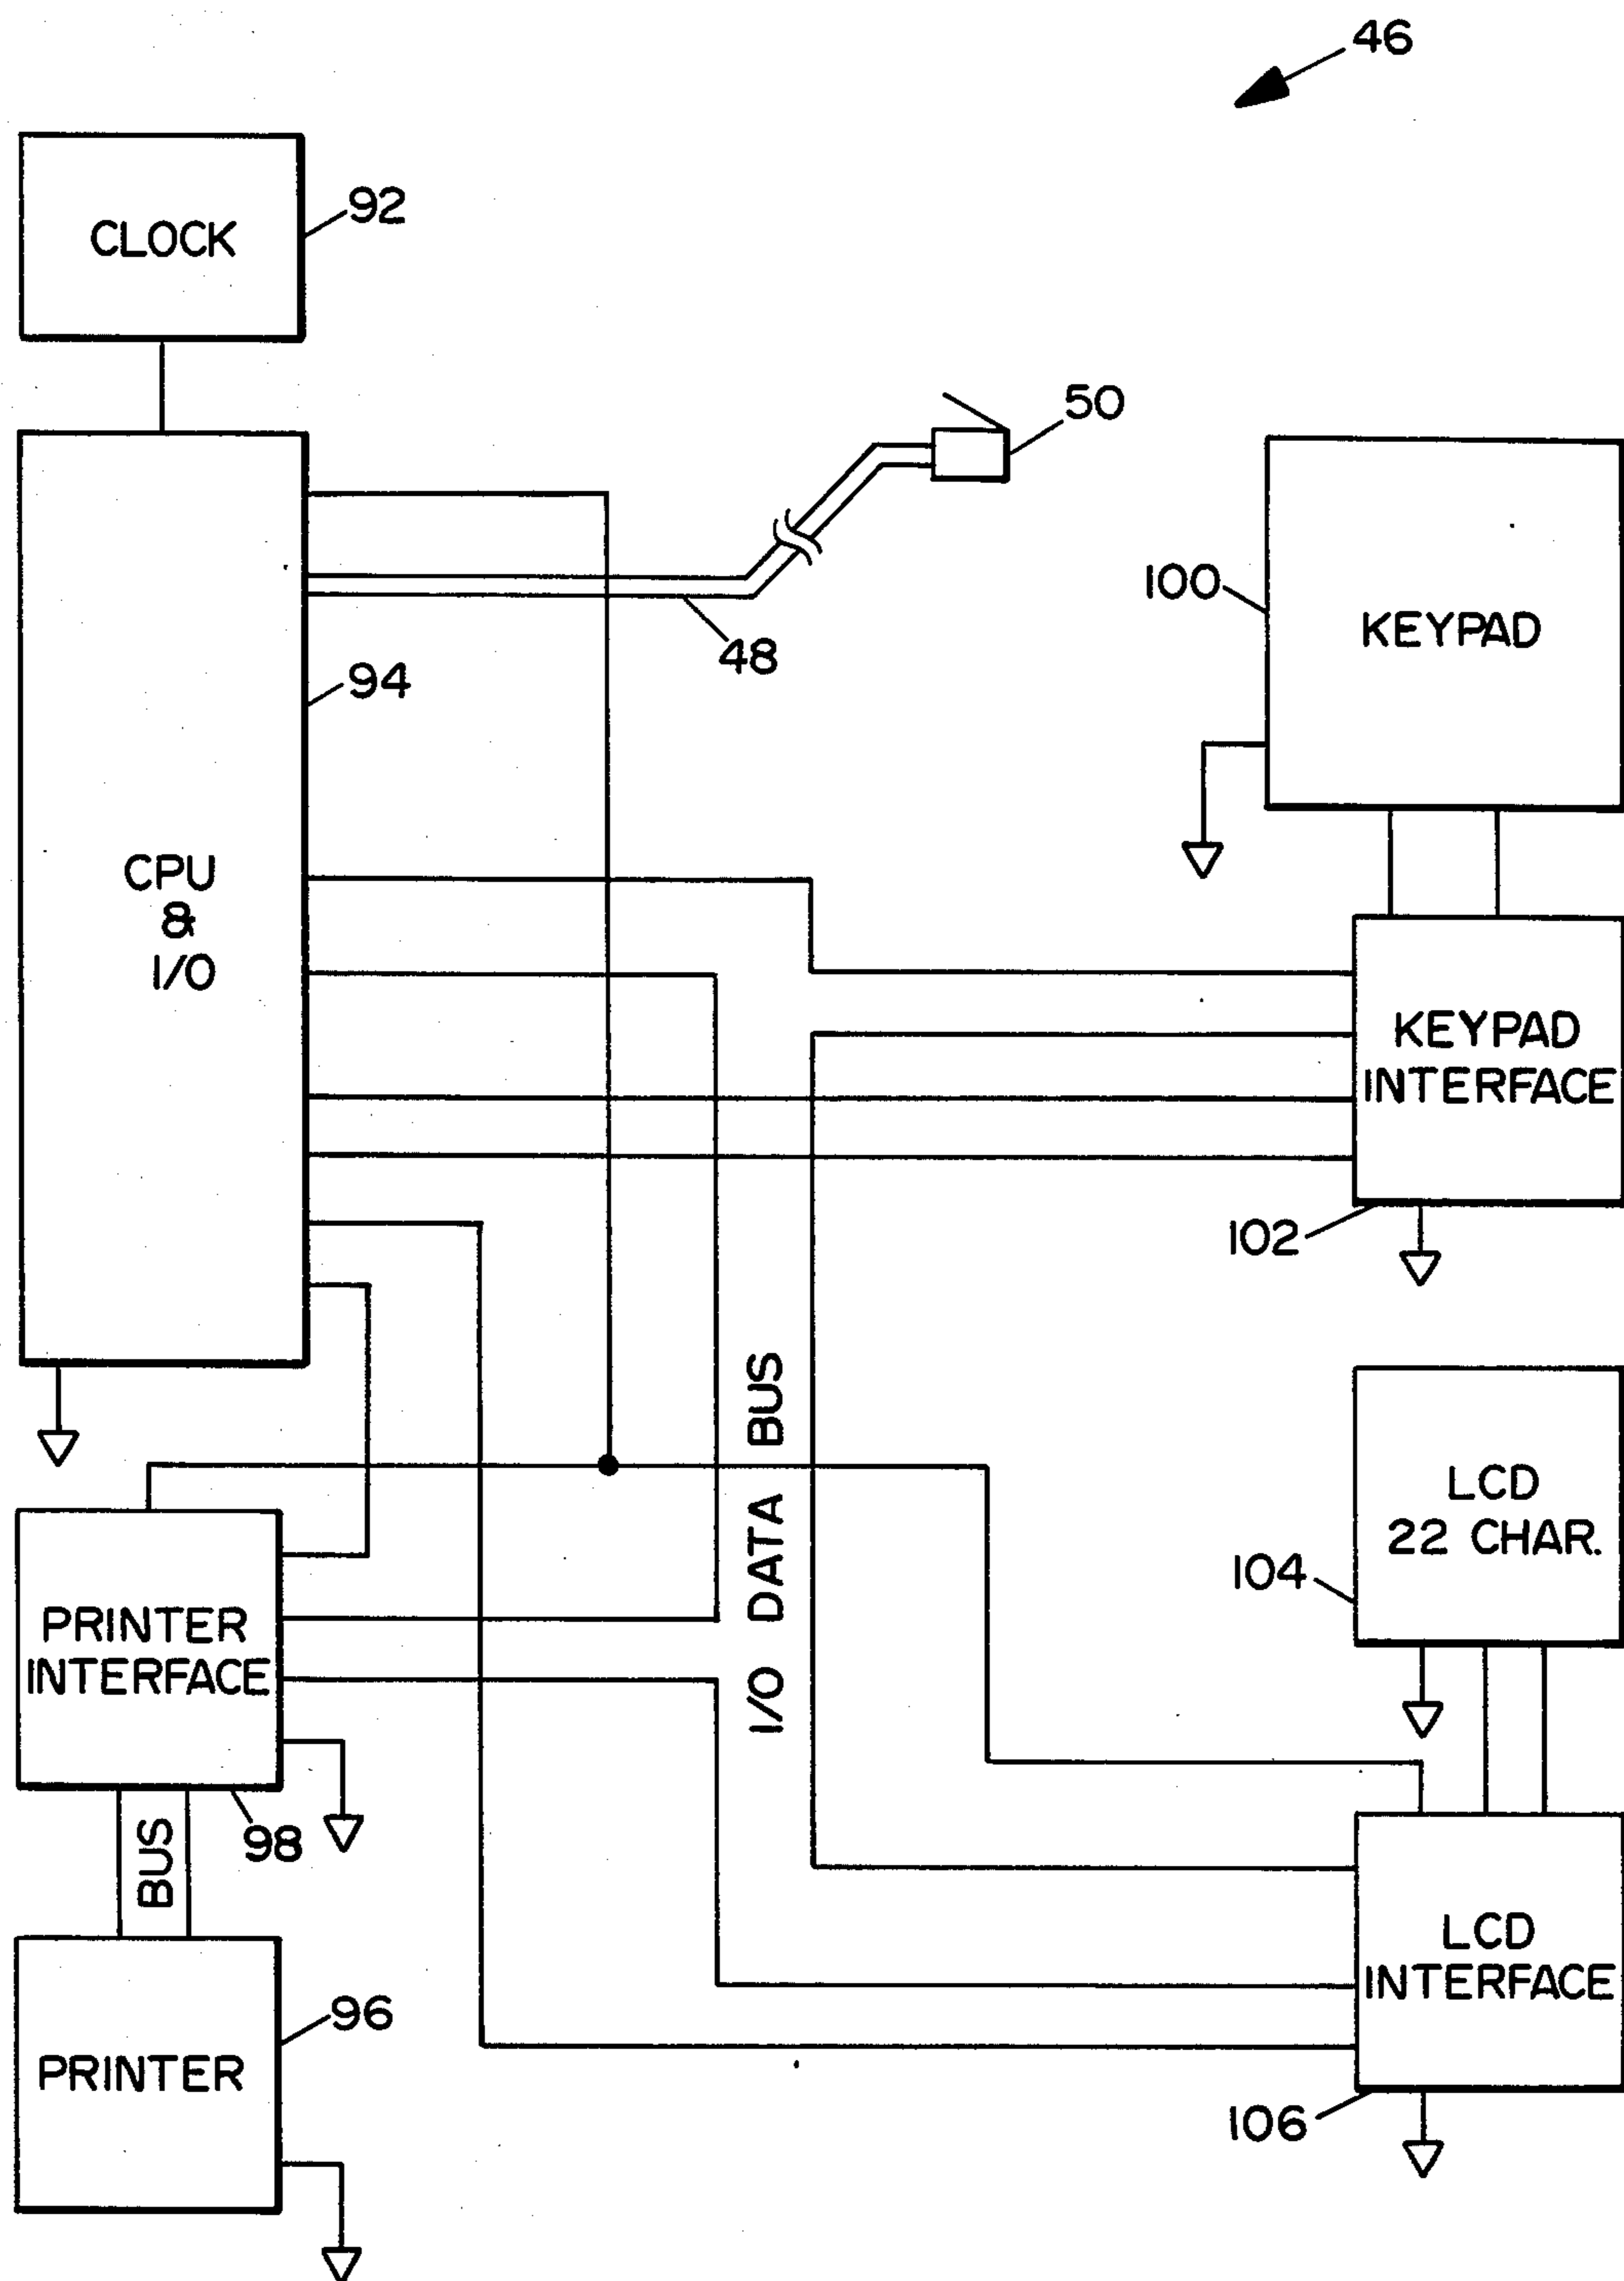 46
CLOCK
92
50
100
KEYPAD
48
94
CPU
&
I/O
KEYPAD
INTERFACE
102
I/O DATA BUS
LCD
22 CHAR.
104
PRINTER
INTERFACE
98
BUS
LCD
INTERFACE
96
PRINTER
106